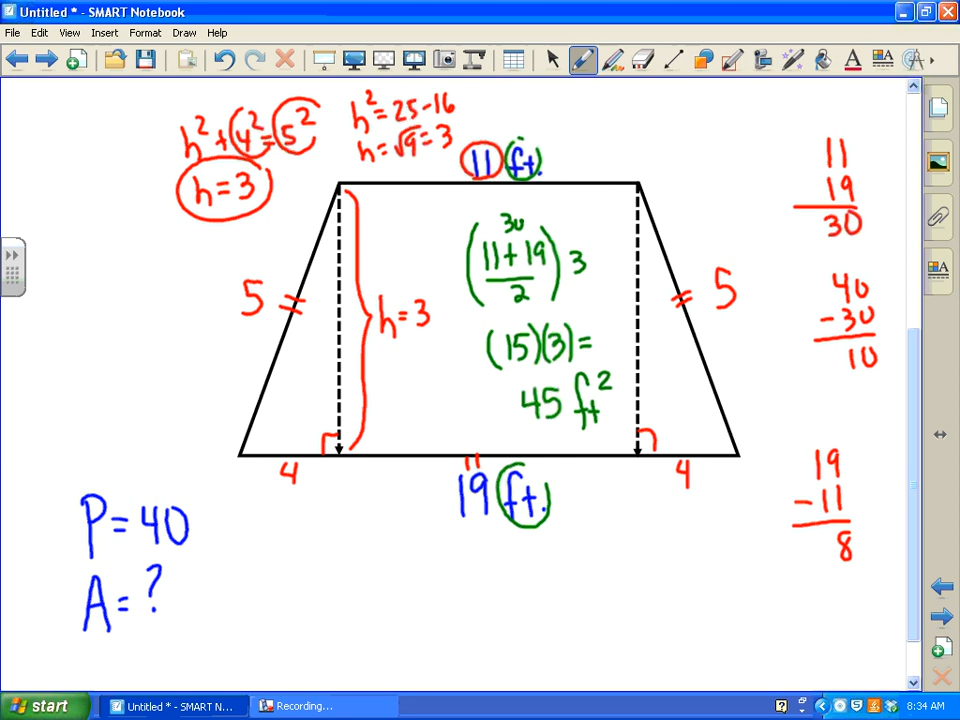 Untitled * - SMART Notebook
File Edit View Insert Format Draw Help
h² + 4² = 5²
h = 3
h² = 25 - 16
h = √9 = 3
11 ft.
5
h = 3
30
(11 + 19
2) 3
(15)(3) =
45 ft²
5
4
11
19 ft.
4
P = 40
A = ?
11
19
30
40
- 30
10
19
- 11
8
start
Untitled * - SMART N...
Recording...
8:34 AM